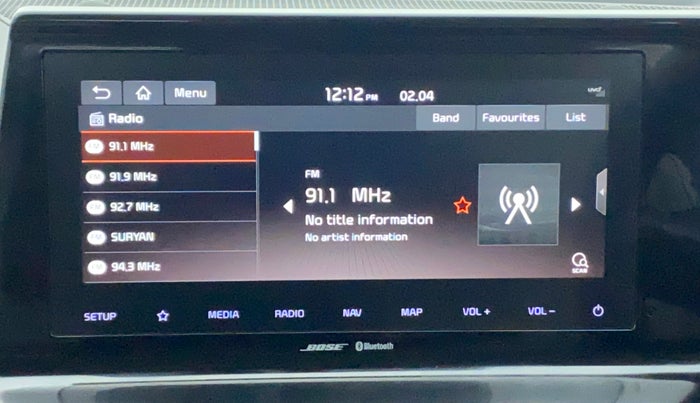 Menu 12:12 PM 02.04 UVO
Radio Band Favourites List
91.1 MHz
91.9 MHz
92.7 MHz
SURYAN
94.3 MHz
FM
91.1 MHz
No title information
No artist information
SCAN
SETUP MEDIA RADIO NAV MAP VOL + VOL –
BOSE Bluetooth